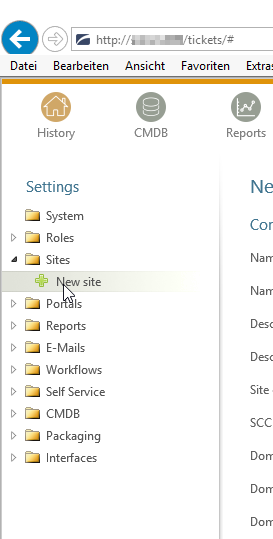 http:// /tickets/#
Datei Bearbeiten Ansicht Favoriten Extras
History CMDB Reports
Settings
System
Roles
Sites
New site
Portals
Reports
E-Mails
Workflows
Self Service
CMDB
Packaging
Interfaces
Ne
Con
Nam
Nam
Desc
Desc
Site
SCC
Dom
Dom
Dom